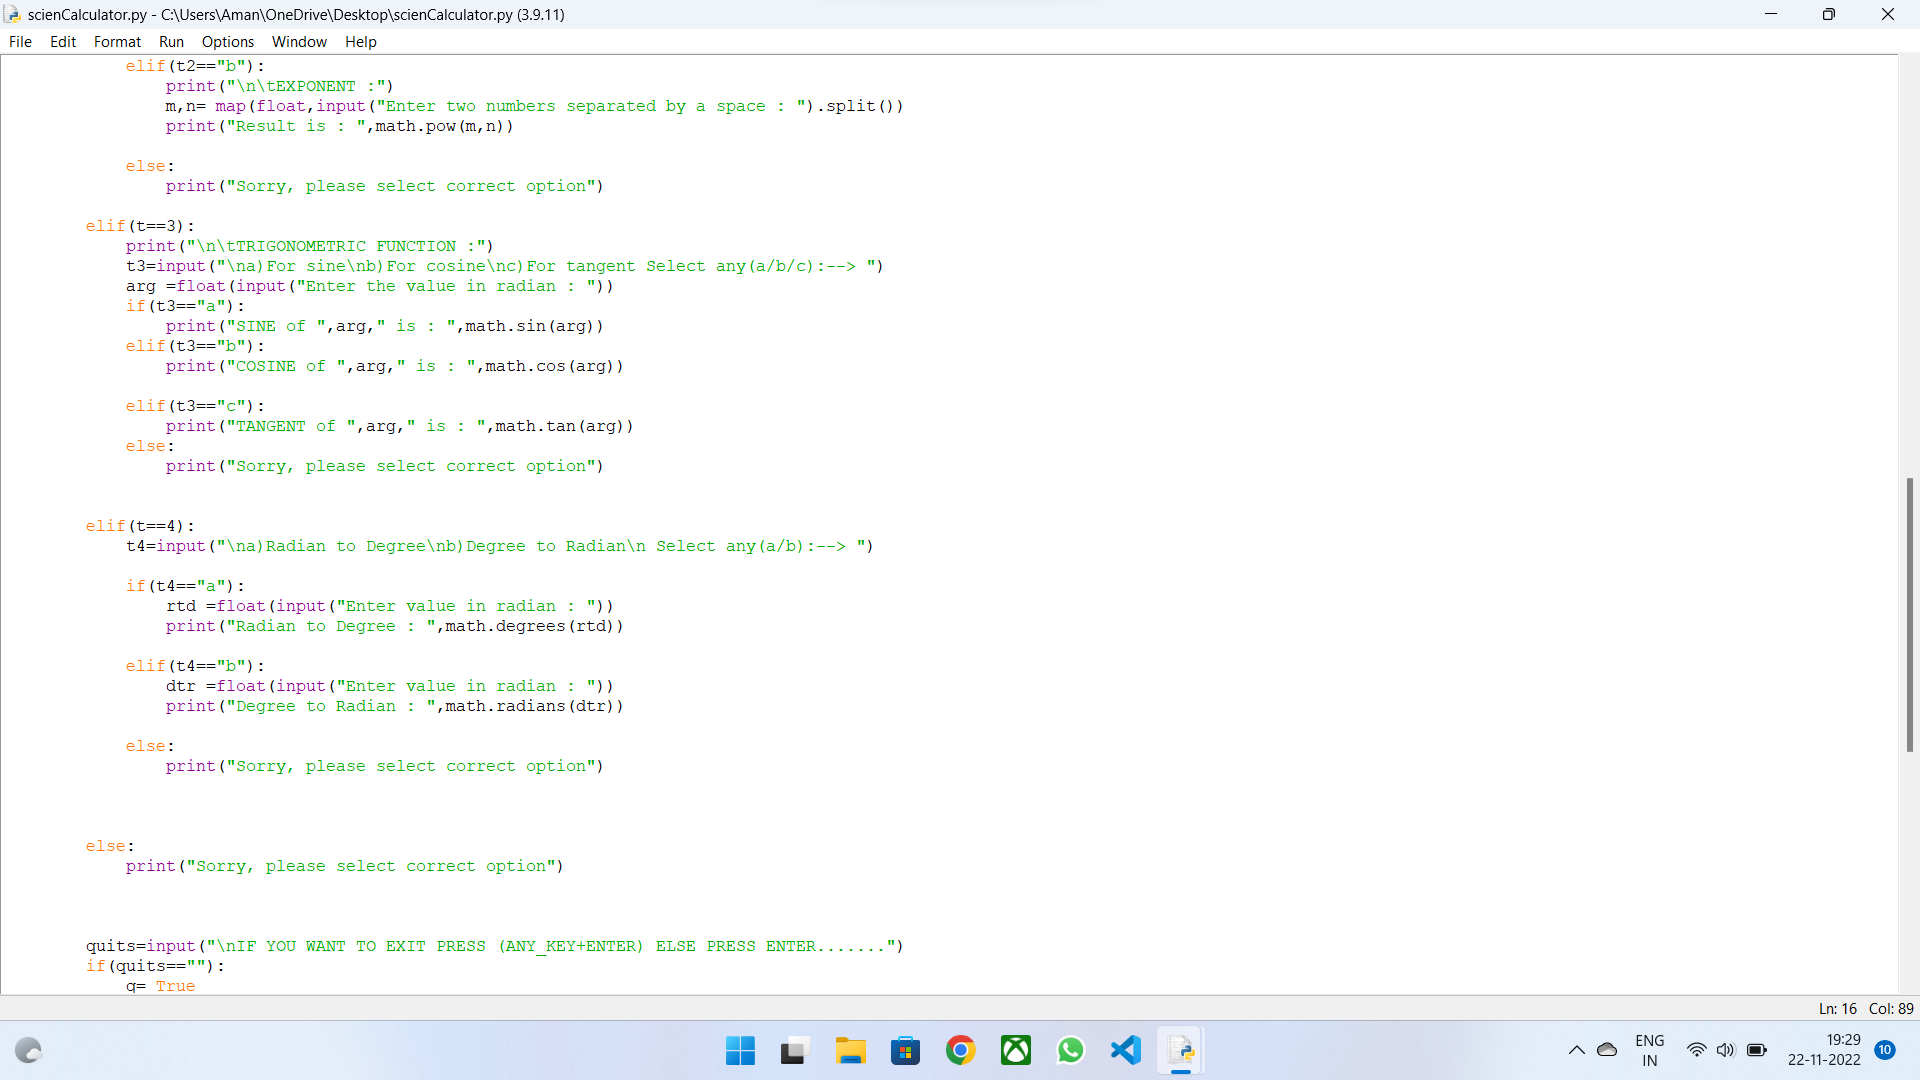 scienCalculator.py - C:\Users\Aman\OneDrive\Desktop\scienCalculator.py (3.9.11)
File Edit Format Run Options Window Help
elif(t2=="b"):
print("\n\tEXPONENT :")
m,n= map(float,input("Enter two numbers separated by a space : ").split())
print("Result is : ",math.pow(m,n))
else:
print("Sorry, please select correct option")
elif(t==3):
print("\n\tTRIGONOMETRIC FUNCTION :")
t3=input("\na)For sine\nb)For cosine\nc)For tangent Select any(a/b/c):--> ")
arg =float(input("Enter the value in radian : "))
if(t3=="a"):
print("SINE of ",arg," is : ",math.sin(arg))
elif(t3=="b"):
print("COSINE of ",arg," is : ",math.cos(arg))
elif(t3=="c"):
print("TANGENT of ",arg," is : ",math.tan(arg))
else:
print("Sorry, please select correct option")
elif(t==4):
t4=input("\na)Radian to Degree\nb)Degree to Radian\n Select any(a/b):--> ")
if(t4=="a"):
rtd =float(input("Enter value in radian : "))
print("Radian to Degree : ",math.degrees(rtd))
elif(t4=="b"):
dtr =float(input("Enter value in radian : "))
print("Degree to Radian : ",math.radians(dtr))
else:
print("Sorry, please select correct option")
else:
print("Sorry, please select correct option")
quits=input("\nIF YOU WANT TO EXIT PRESS (ANY_KEY+ENTER) ELSE PRESS ENTER.......")
if(quits==""):
q= True
Ln: 16 Col: 89
ENG
IN
19:29
22-11-2022
10